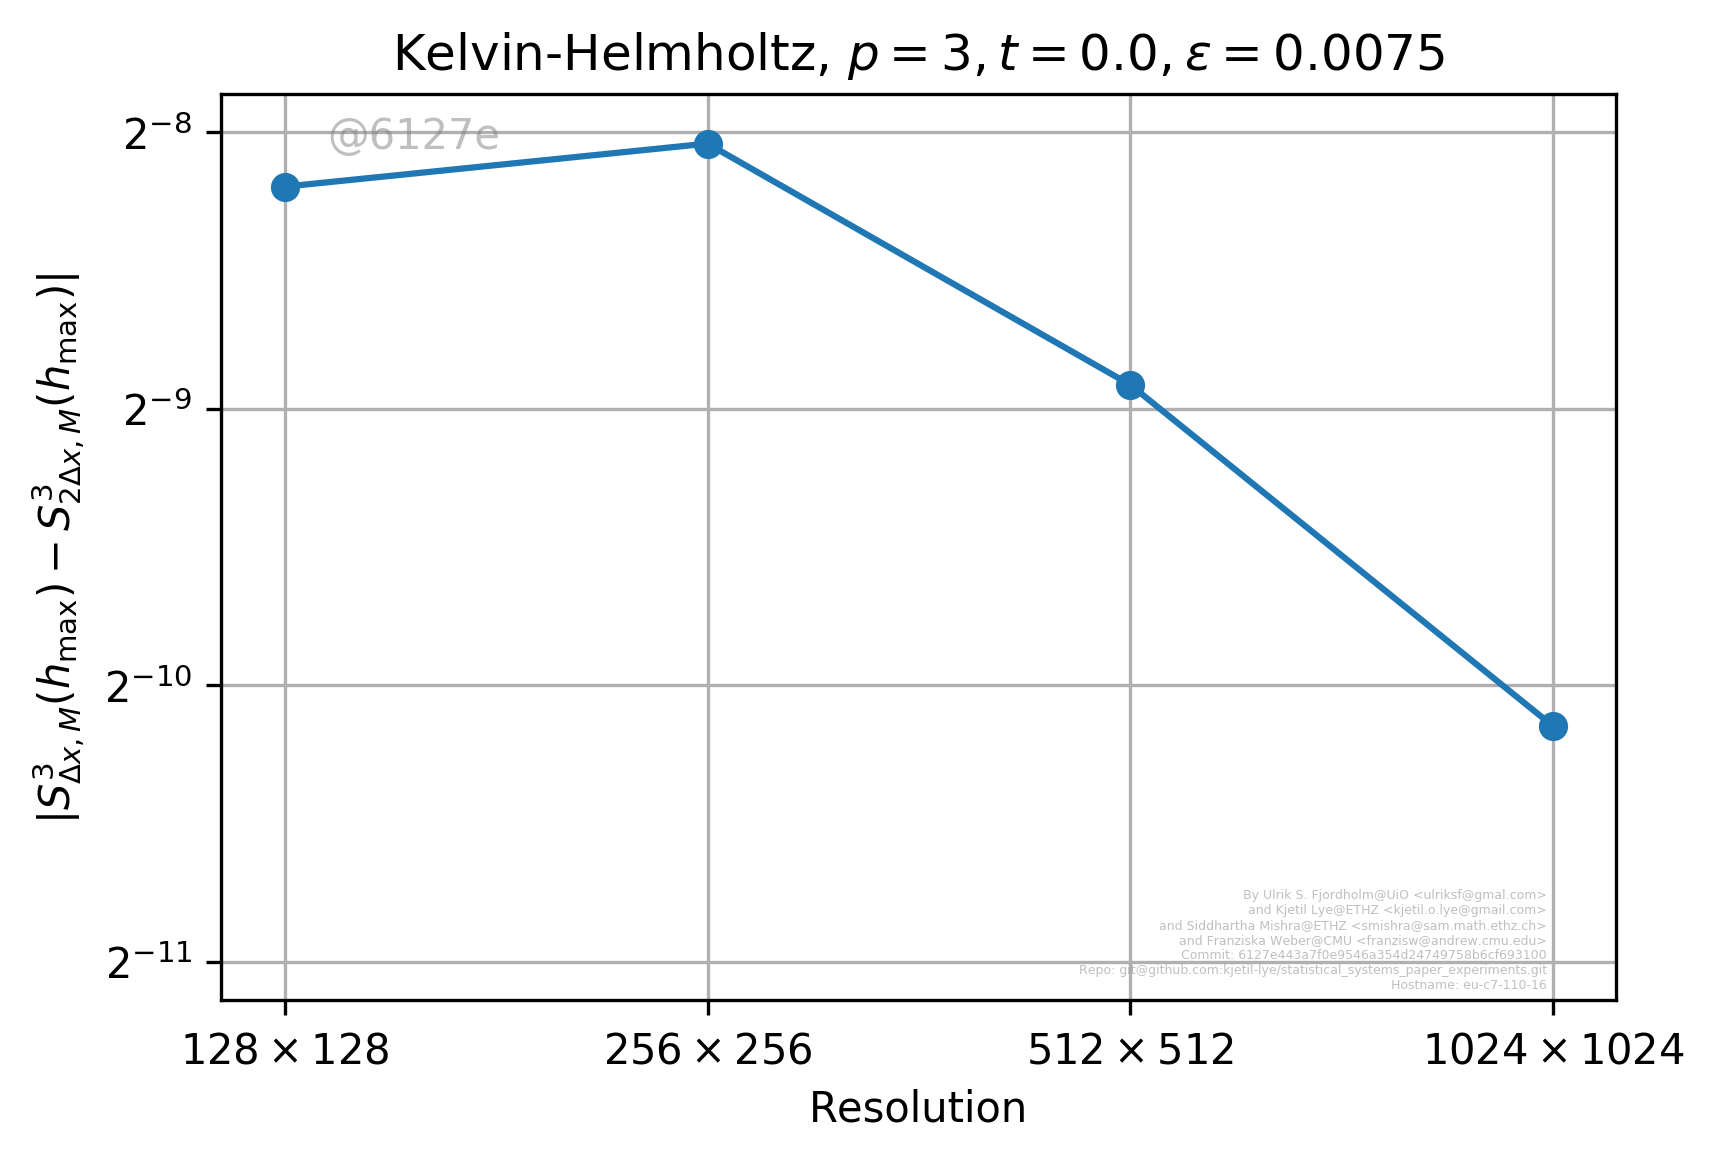 Kelvin-Helmholtz, p = 3, t = 0.0, ε = 0.0075
@6127e
2⁻⁸
2⁻⁹
2⁻¹⁰
2⁻¹¹
|S³_{Δx, M}(h_max) − S³_{2Δx, M}(h_max)|
By Ulrik S. Fjordholm@UiO <ulriksf@gmal.com>
and Kjetil Lye@ETHZ <kjetil.o.lye@gmail.com>
and Siddhartha Mishra@ETHZ <smishra@sam.math.ethz.ch>
and Franziska Weber@CMU <franzisw@andrew.cmu.edu>
Commit: 6127e443a7f0e9546a354d24749758b6cf693100
Repo: git@github.com:kjetil-lye/statistical_systems_paper_experiments.git
Hostname: eu-c7-110-16
128 × 128 256 × 256 512 × 512 1024 × 1024
Resolution